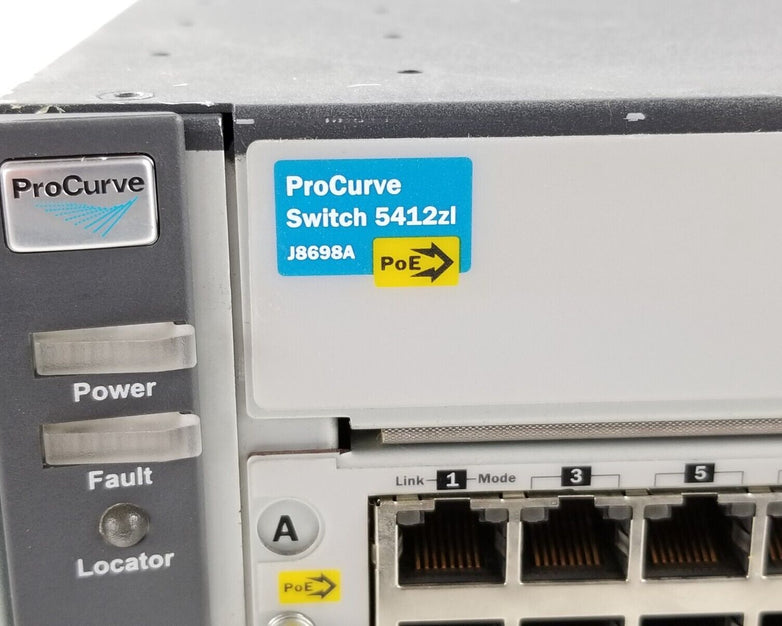 ProCurve
ProCurve
Switch 5412zl
J8698A
PoE
Power
Fault
Locator
Link 1 Mode 3 5
A
PoE